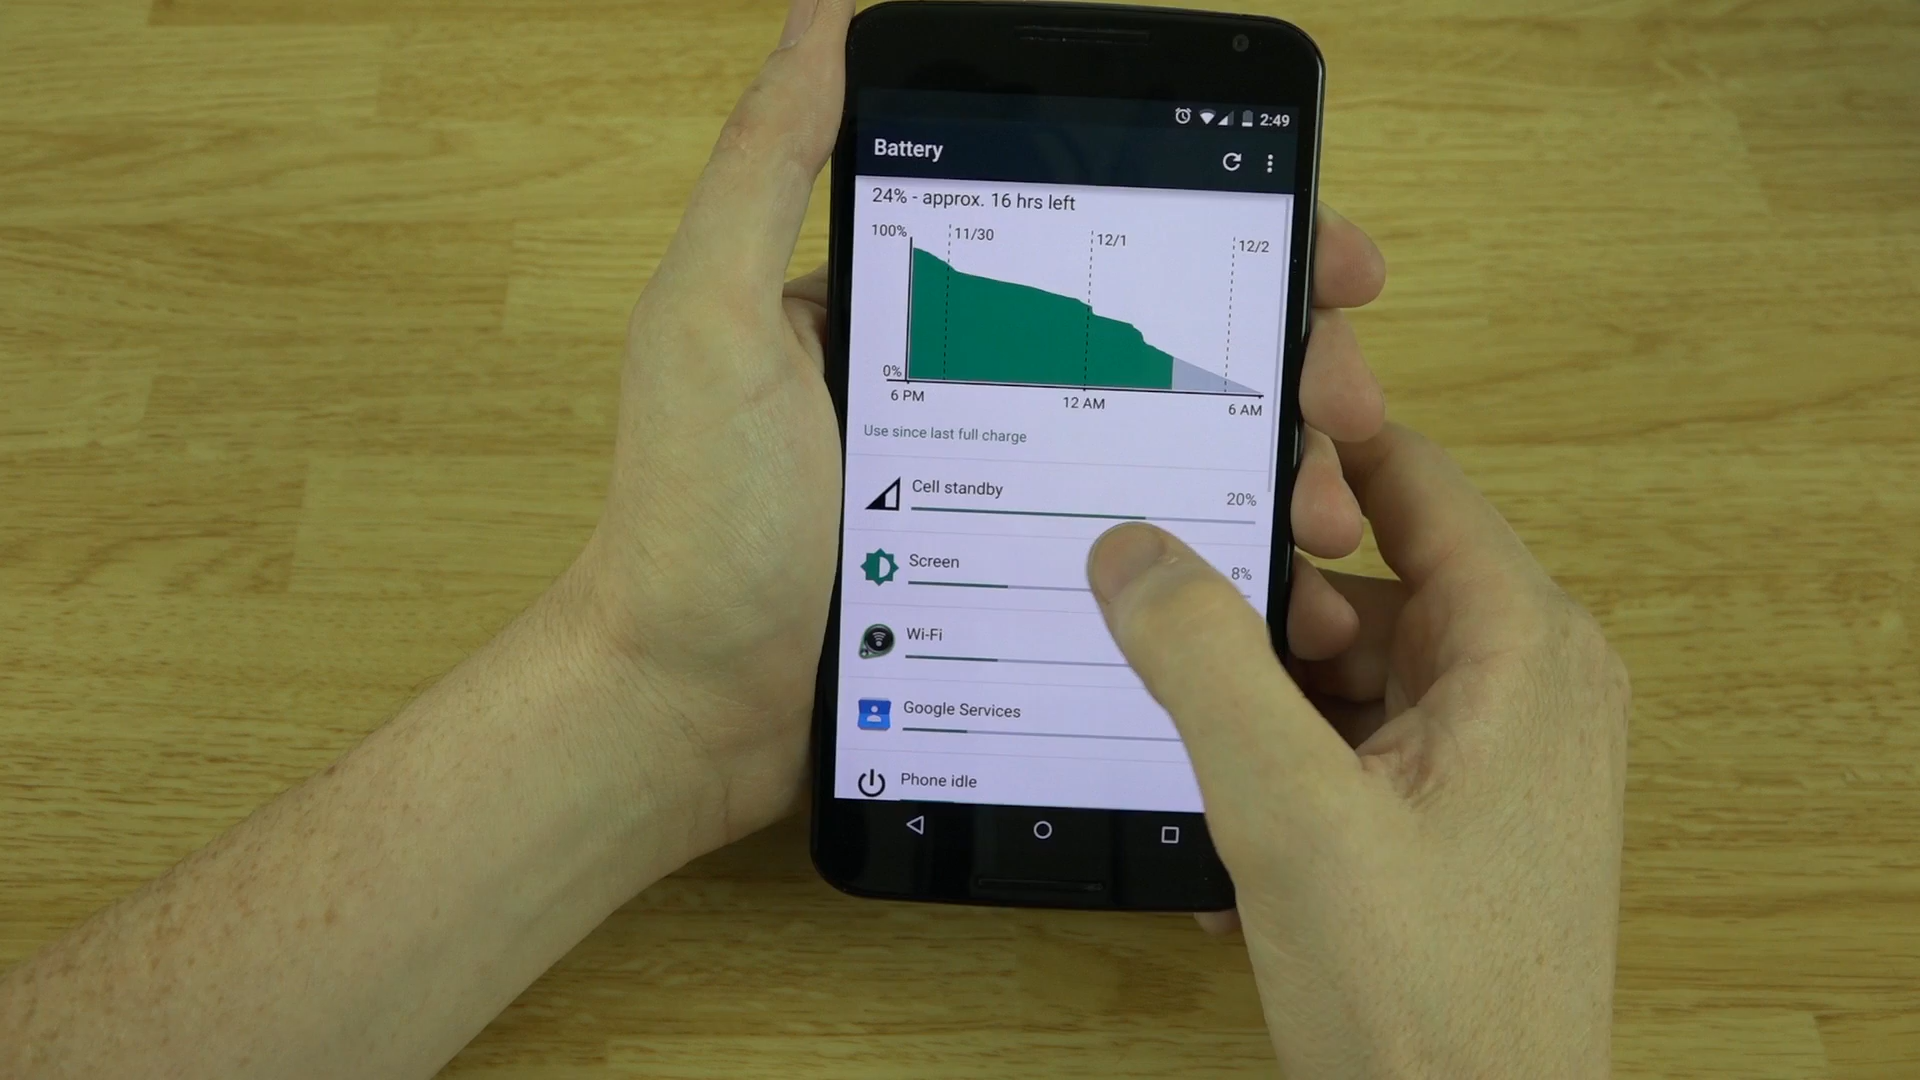 2:49
Battery
24% - approx. 16 hrs left
100% 11/30 12/1 12/2
0%
6 PM 12 AM 6 AM
Use since last full charge
Cell standby 20%
Screen 8%
Wi-Fi
Google Services
Phone idle